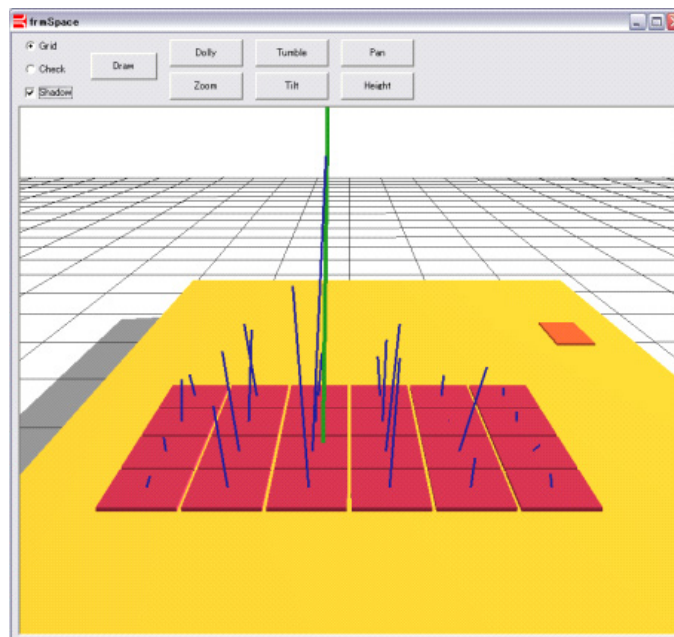 frmSpace
Grid
Check
Shadow
Draw
Dolly
Tumble
Pan
Zoom
Tilt
Height